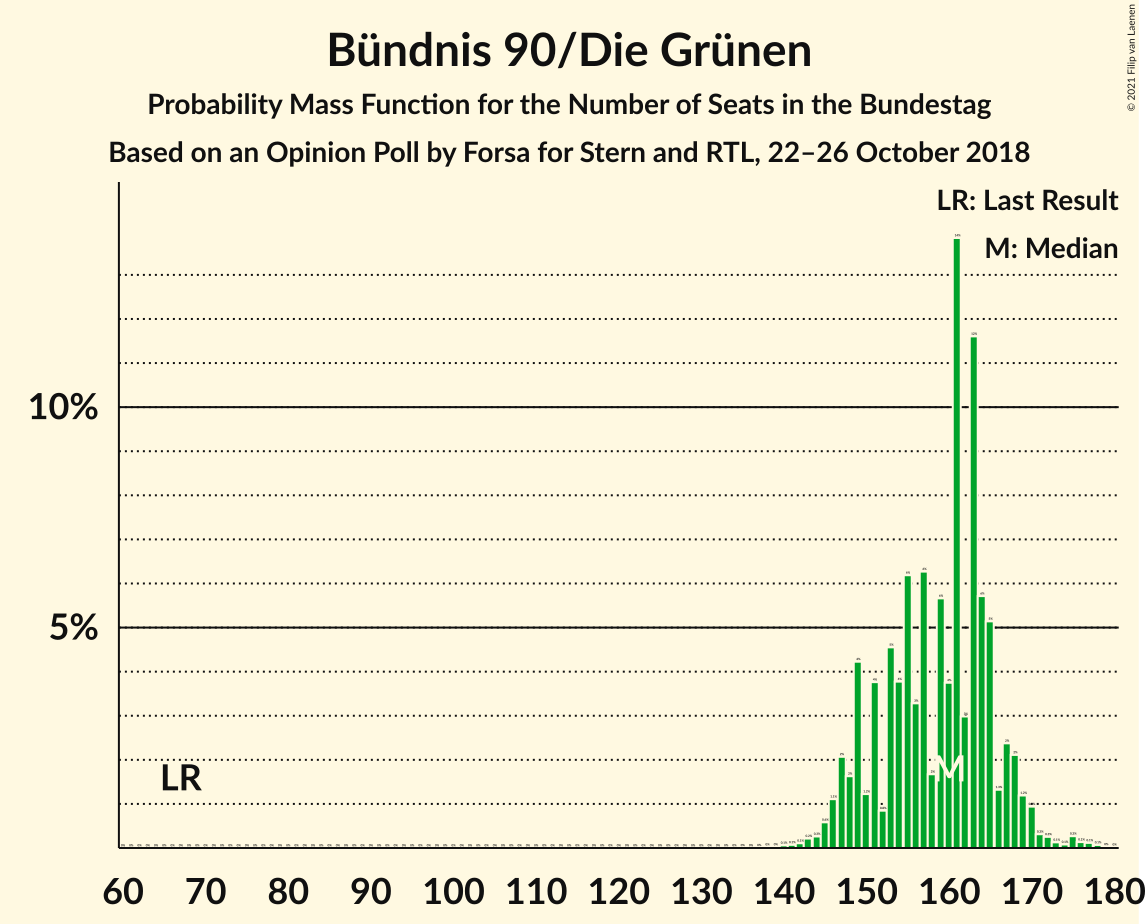 Bündnis 90/Die Grünen
Probability Mass Function for the Number of Seats in the Bundestag
Based on an Opinion Poll by Forsa for Stern and RTL, 22–26 October 2018
© 2021 Filip van Laenen
LR: Last Result
M: Median
10%
5%
LR
M
60 70 80 90 100 110 120 130 140 150 160 170 180